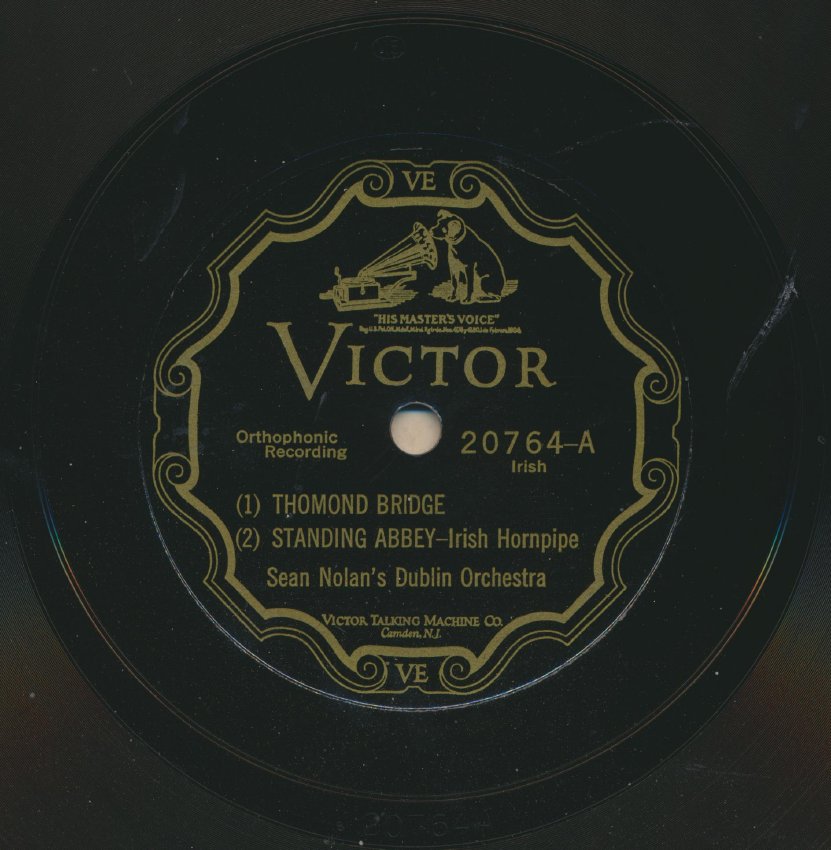 VE
"HIS MASTER'S VOICE"
VICTOR
Orthophonic
Recording
20764-A
Irish
(1) THOMOND BRIDGE
(2) STANDING ABBEY-Irish Hornpipe
Sean Nolan's Dublin Orchestra
VICTOR TALKING MACHINE CO.
Camden, N.J.
VE